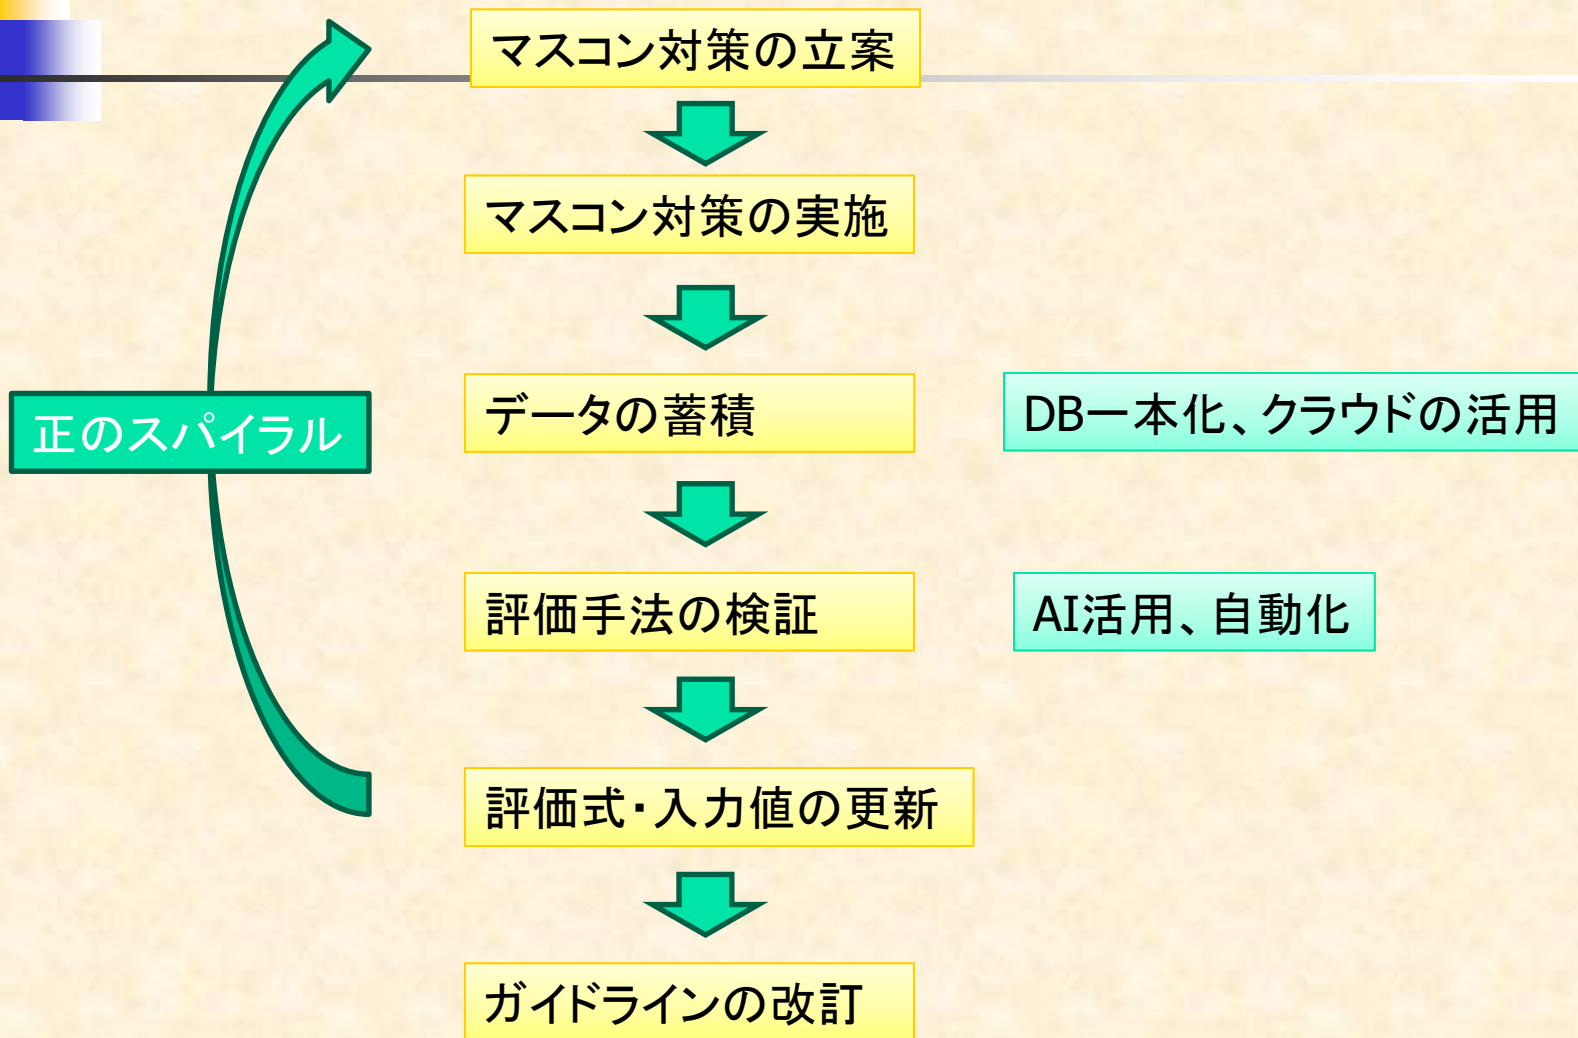 マスコン対策の立案
マスコン対策の実施
データの蓄積
DB一本化、クラウドの活用
正のスパイラル
評価手法の検証
AI活用、自動化
評価式・入力値の更新
ガイドラインの改訂